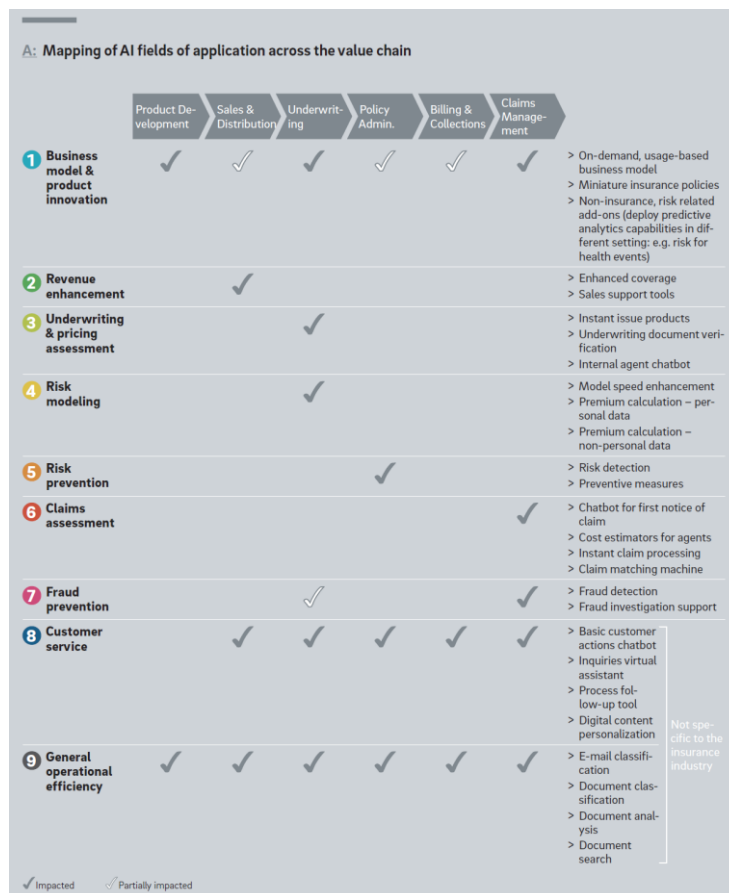 A: Mapping of AI fields of application across the value chain
Product De-
velopment
Sales &
Distribution
Underwrit-
ing
Policy
Admin.
Billing &
Collections
Claims
Manage-
ment
1 Business
model &
product
innovation
> On-demand, usage-based
business model
> Miniature insurance policies
> Non-insurance, risk related
add-ons (deploy predictive
analytics capabilities in dif-
ferent setting: e.g. risk for
health events)
2 Revenue
enhancement
> Enhanced coverage
> Sales support tools
3 Underwriting
& pricing
assessment
> Instant issue products
> Underwriting document veri-
fication
> Internal agent chatbot
4 Risk
modeling
> Model speed enhancement
> Premium calculation – per-
sonal data
> Premium calculation –
non-personal data
5 Risk
prevention
> Risk detection
> Preventive measures
6 Claims
assessment
> Chatbot for first notice of
claim
> Cost estimators for agents
> Instant claim processing
> Claim matching machine
7 Fraud
prevention
> Fraud detection
> Fraud investigation support
8 Customer
service
> Basic customer
actions chatbot
> Inquiries virtual
assistant
> Process fol-
low-up tool
> Digital content
personalization
Not spe-
cific to the
insurance
industry
9 General
operational
efficiency
> E-mail classifi-
cation
> Document clas-
sification
> Document anal-
ysis
> Document
search
Impacted
Partially impacted